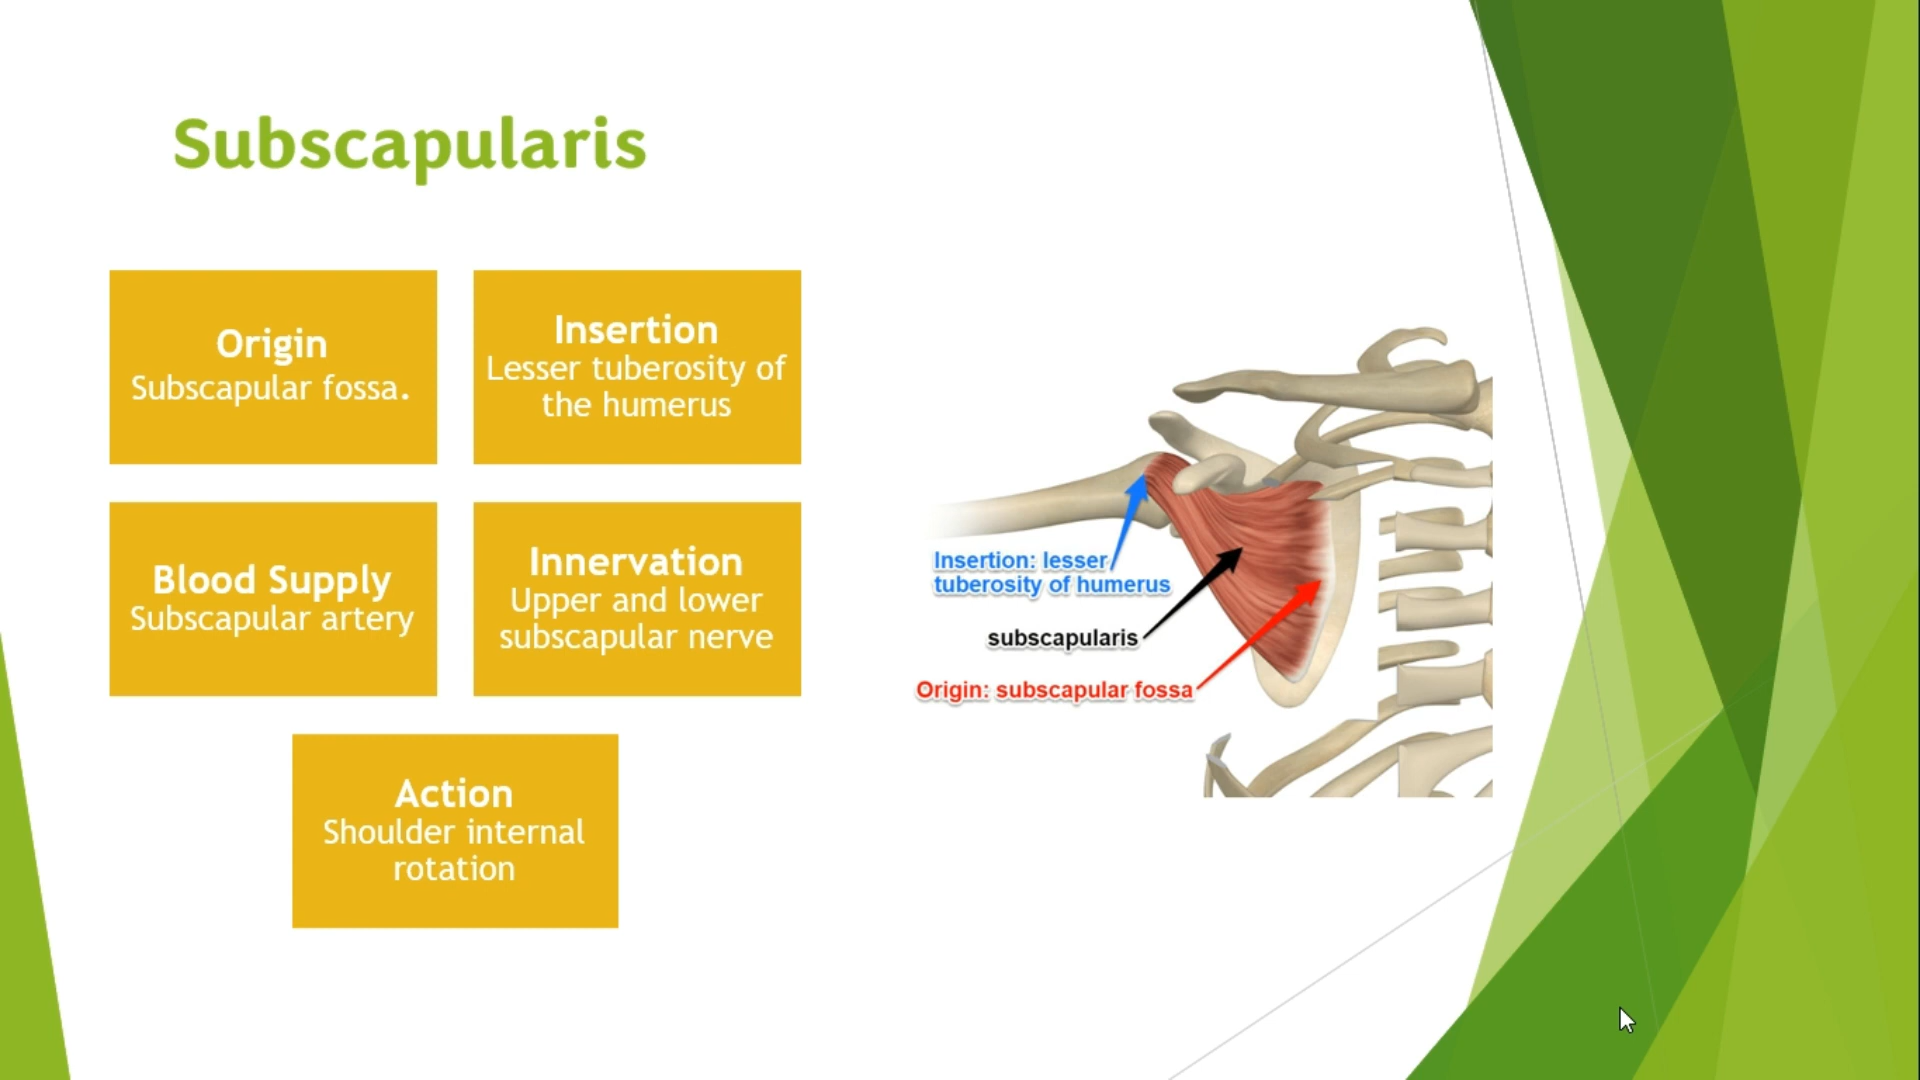 Subscapularis
Origin
Subscapular fossa.
Insertion
Lesser tuberosity of
the humerus
Blood Supply
Subscapular artery
Innervation
Upper and lower
subscapular nerve
Action
Shoulder internal
rotation
Insertion: lesser
tuberosity of humerus
subscapularis
Origin: subscapular fossa